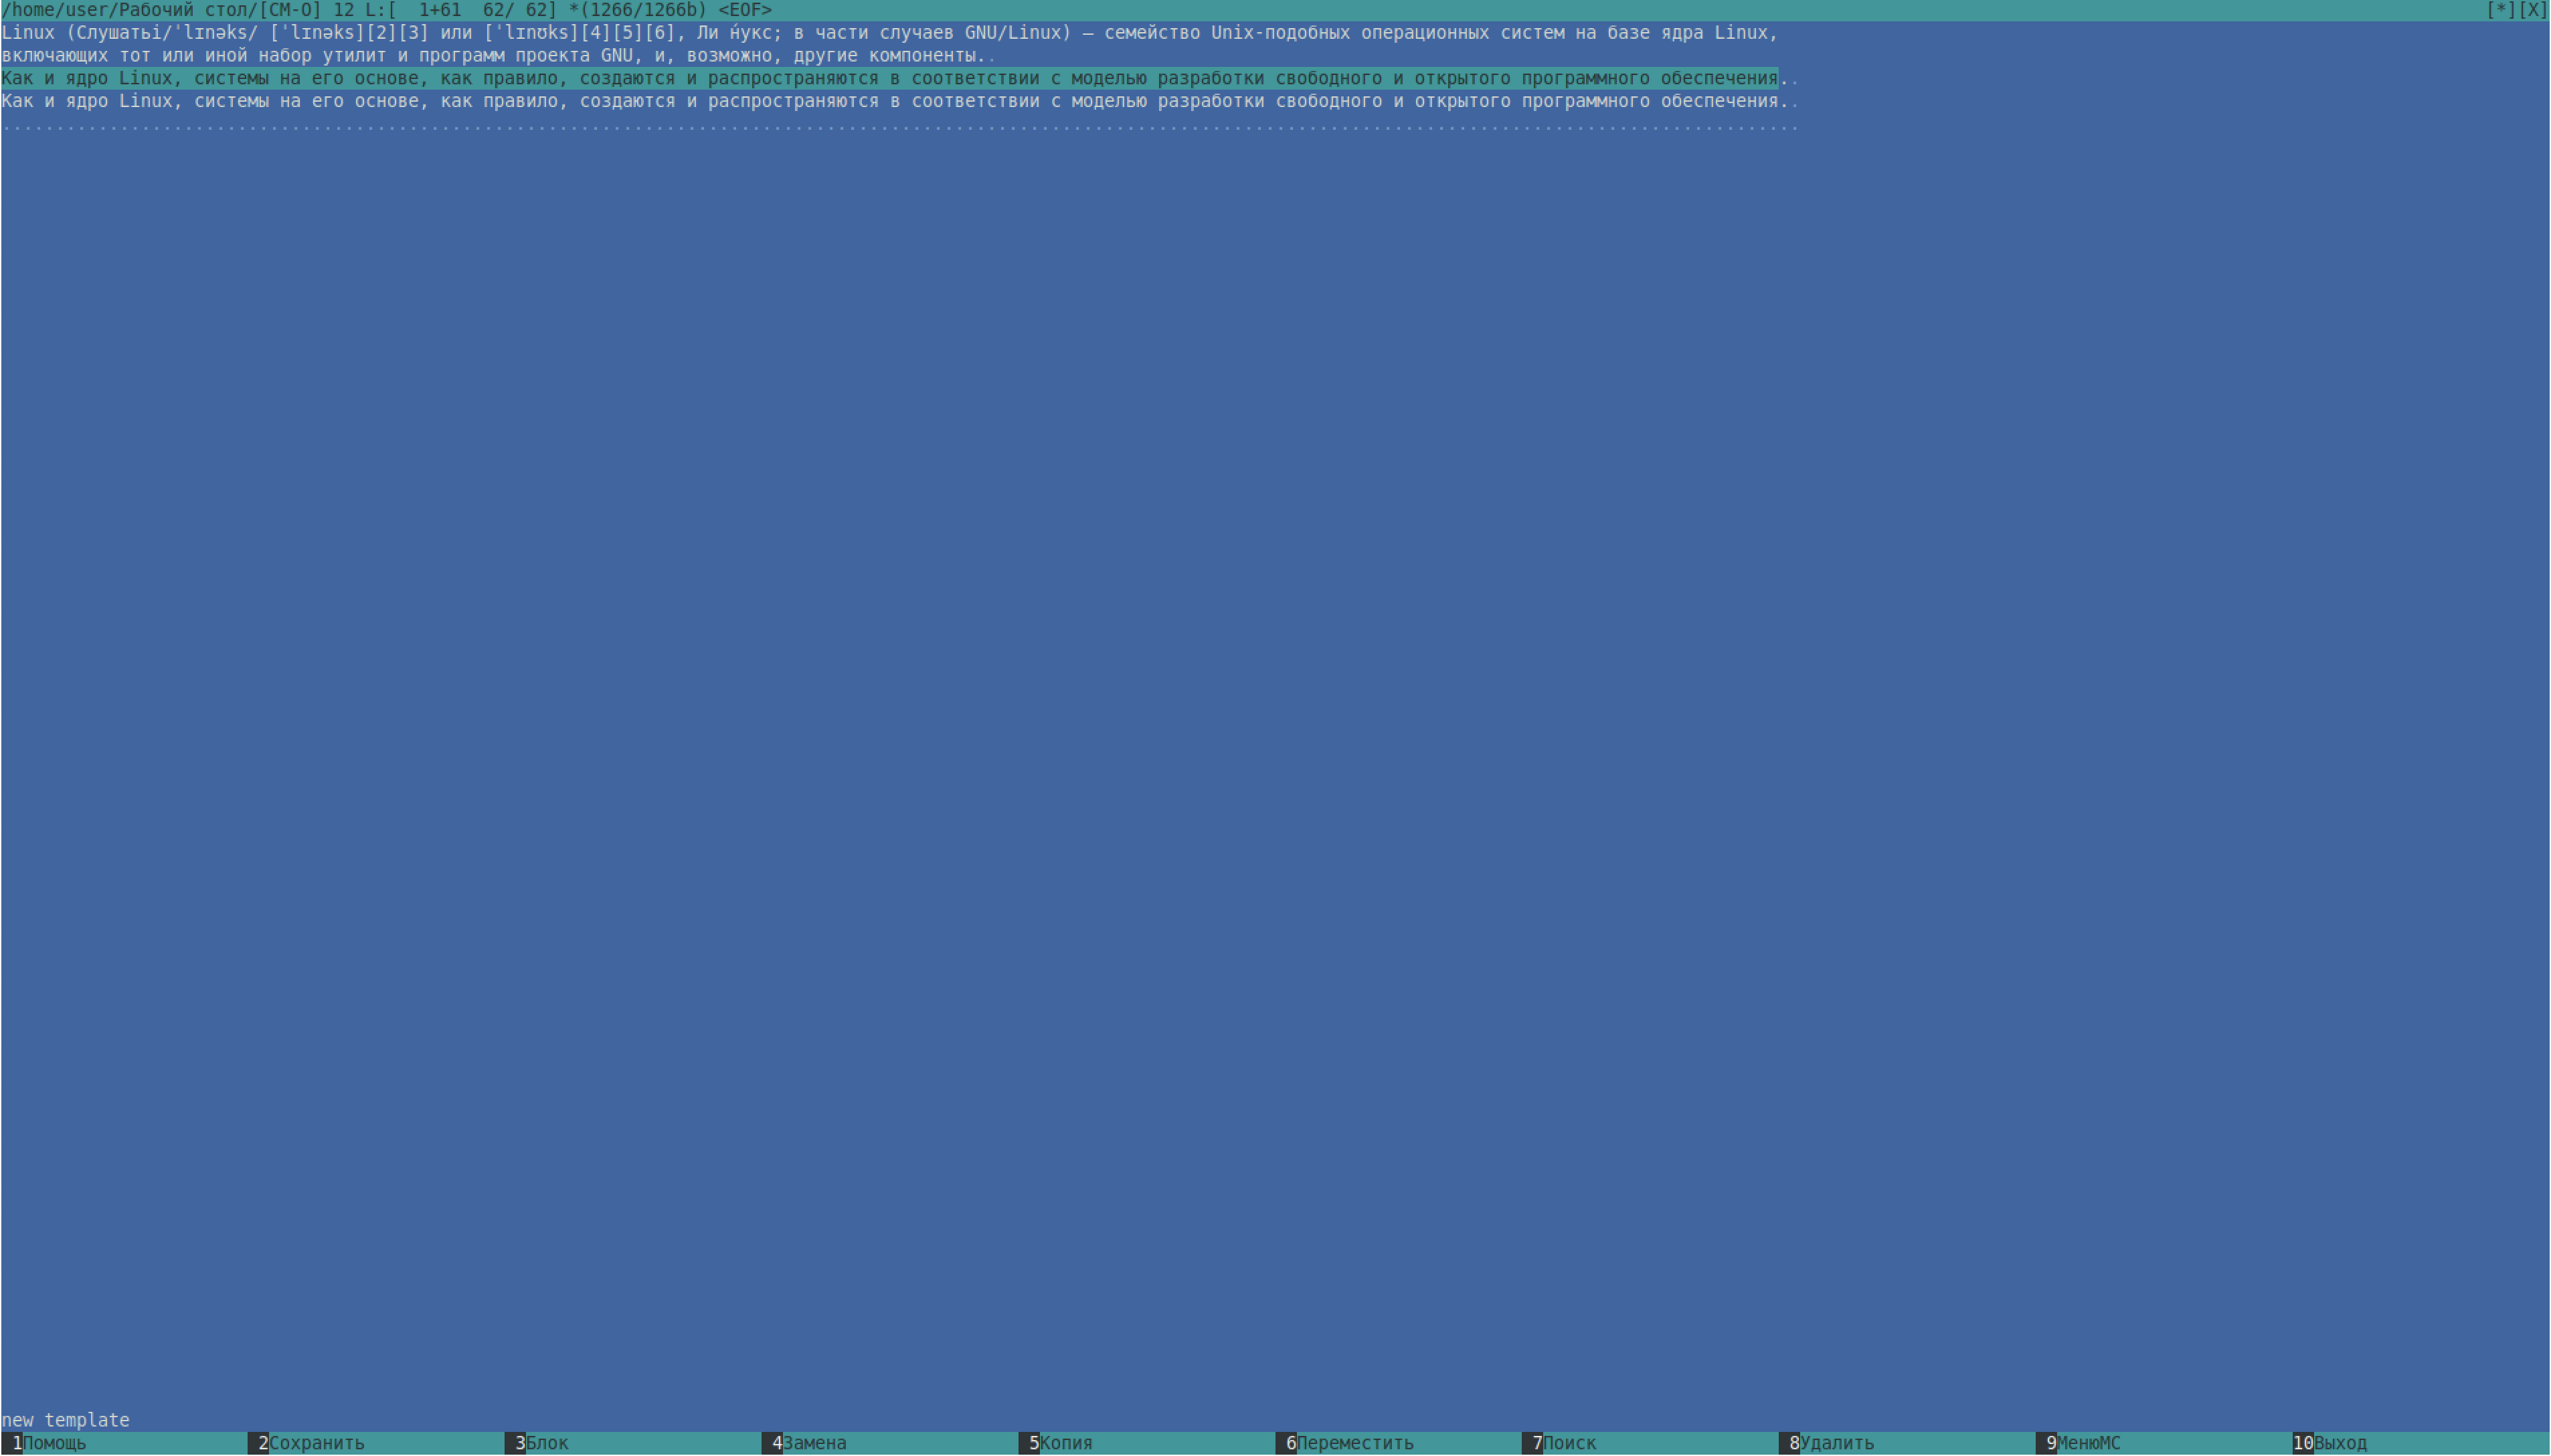 /home/user/Рабочий стол/[CM-O] 12 L:[  1+61  62/ 62] *(1266/1266b) <EOF> [*][X]
Linux (Слушатьi/ˈlɪnəks/ [ˈlɪnəks][2][3] или [ˈlɪnʊks][4][5][6], Ли н́укс; в части случаев GNU/Linux) — семейство Unix-подобных операционных систем на базе ядра Linux,
включающих тот или иной набор утилит и программ проекта GNU, и, возможно, другие компоненты..
Как и ядро Linux, системы на его основе, как правило, создаются и распространяются в соответствии с моделью разработки свободного и открытого программного обеспечения..
Как и ядро Linux, системы на его основе, как правило, создаются и распространяются в соответствии с моделью разработки свободного и открытого программного обеспечения..
........................................................................................................................................................................
new template
1Помощь 2Сохранить 3Блок 4Замена 5Копия 6Переместить 7Поиск 8Удалить 9МенюMC 10Выход